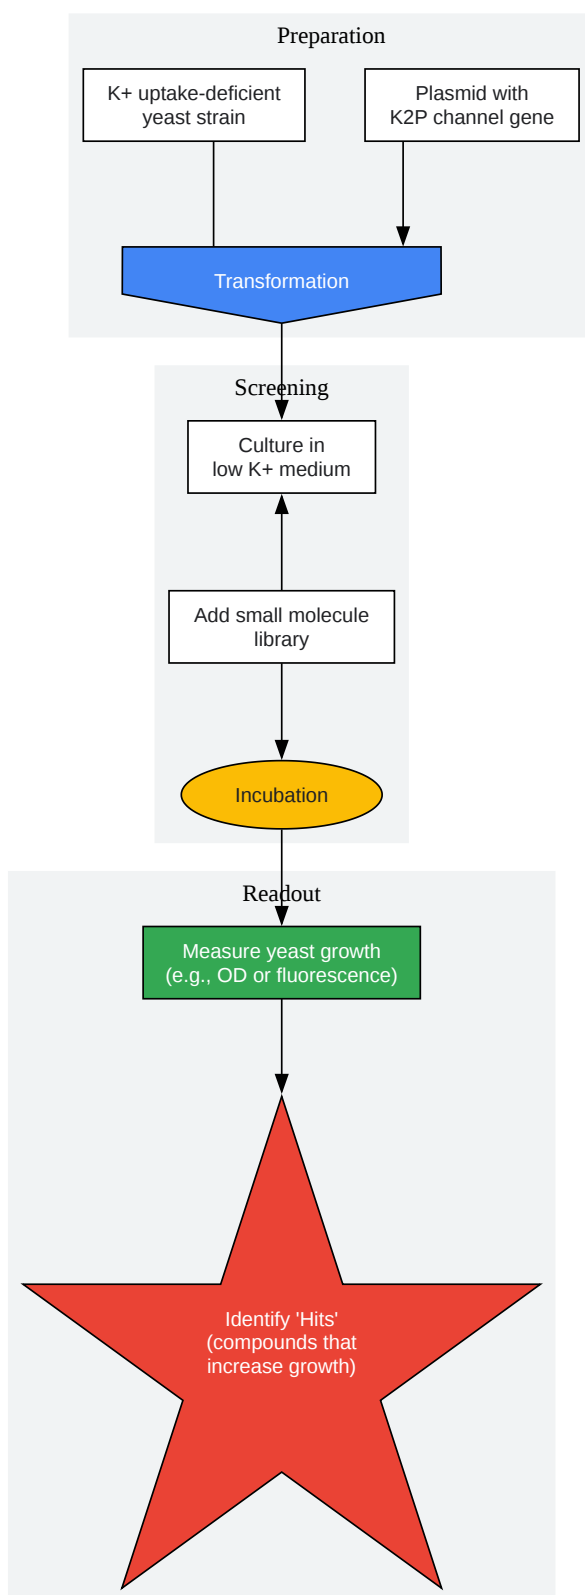 Preparation
K+ uptake-deficient
yeast strain
Plasmid with
K2P channel gene
Transformation
Screening
Culture in
low K+ medium
Add small molecule
library
Incubation
Readout
Measure yeast growth
(e.g., OD or fluorescence)
Identify 'Hits'
(compounds that
increase growth)